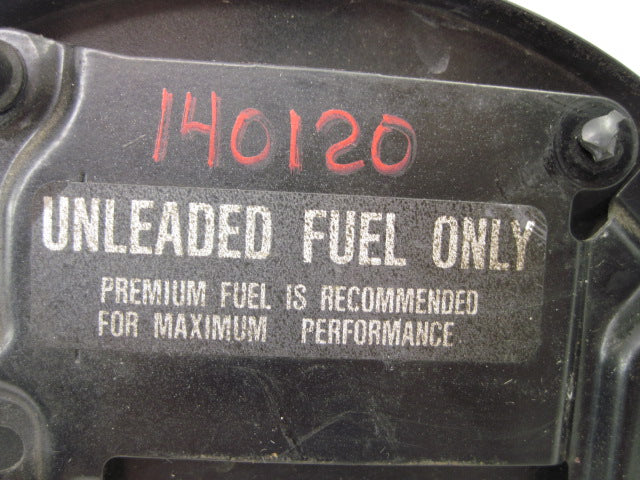 140120
UNLEADED FUEL ONLY
PREMIUM FUEL IS RECOMMENDED
FOR MAXIMUM PERFORMANCE